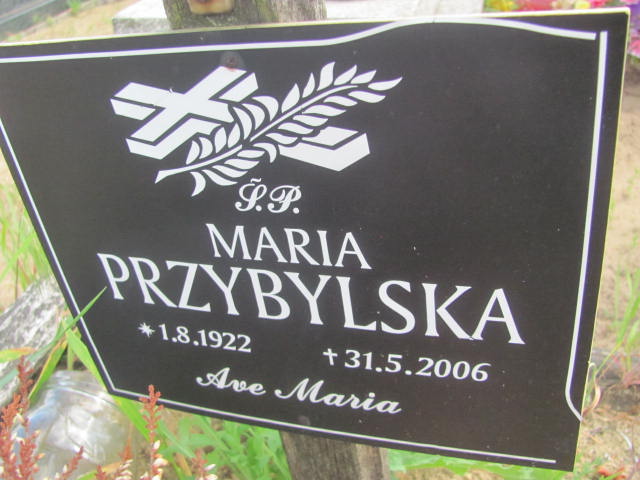 Ś.P.
MARIA
PRZYBYLSKA
*1.8.1922 †31.5.2006
Ave Maria